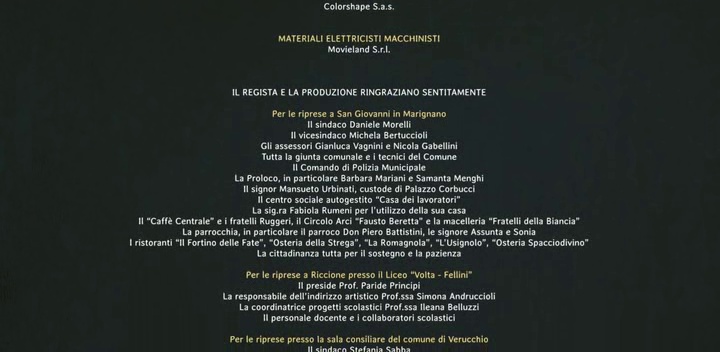 Colorshape S.a.s.
MATERIALI ELETTRICISTI MACCHINISTI
Movieland S.r.l.
IL REGISTA E LA PRODUZIONE RINGRAZIANO SENTITAMENTE
Per le riprese a San Giovanni in Marignano
Il sindaco Daniele Morelli
Il vicesindaco Michela Bertuccioli
Gli assessori Gianluca Vagnini e Nicola Gabellini
Tutta la giunta comunale e i tecnici del Comune
Il Comando di Polizia Municipale
La Proloco, in particolare Barbara Mariani e Samanta Menghi
Il signor Mansueto Urbinati, custode di Palazzo Corbucci
Il centro sociale autogestito “Casa dei lavoratori”
La sig.ra Fabiola Rumeni per l'utilizzo della sua casa
Il “Caffè Centrale” e i fratelli Ruggeri, il Circolo Arci “Fausto Beretta” e la macelleria “Fratelli della Biancia”
La parrocchia, in particolare il parroco Don Piero Battistini, le signore Assunta e Sonia
I ristoranti “Il Fortino delle Fate”, “Osteria della Strega”, “La Romagnola”, “L'Usignolo”, “Osteria Spacciodivino”
La cittadinanza tutta per il sostegno e la pazienza
Per le riprese a Riccione presso il Liceo “Volta - Fellini”
Il preside Prof. Paride Principi
La responsabile dell'indirizzo artistico Prof.ssa Simona Andruccioli
La coordinatrice progetti scolastici Prof.ssa Ileana Belluzzi
Il personale docente e i collaboratori scolastici
Per le riprese presso la sala consiliare del comune di Verucchio
Il sindaco Stefania Sabba